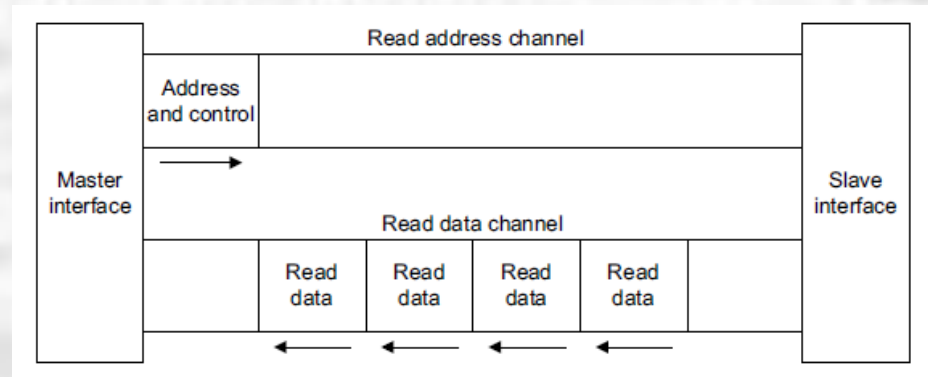 Read address channel
Address
and control
Master
interface
Slave
interface
Read data channel
Read
data
Read
data
Read
data
Read
data